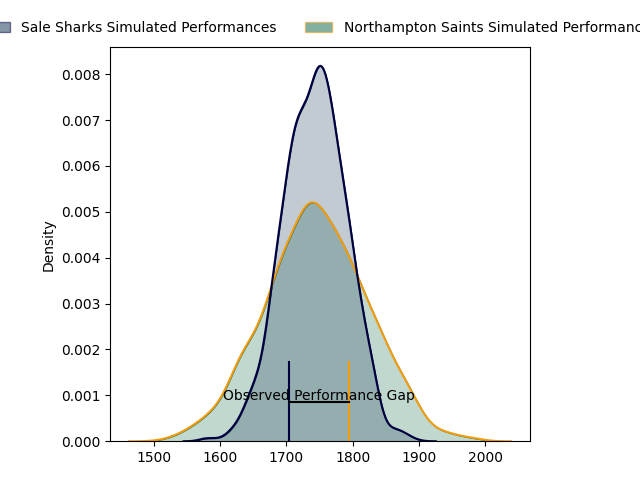 Sale Sharks Simulated Performances Northampton Saints Simulated
0.008
0.007
0.006
0.005
0.004
0.003
0.002
0.001
0.000
Density
Observed Performance Gap
1500 1600 1700 1800 1900 2000